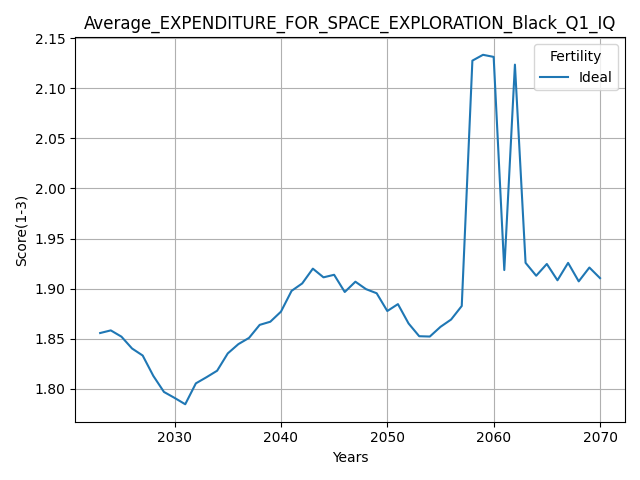 Average_EXPENDITURE_FOR_SPACE_EXPLORATION_Black_Q1_IQ
2.15
2.10
2.05
2.00
1.95
1.90
1.85
1.80
Score(1-3)
Fertility
Ideal
2030 2040 2050 2060 2070
Years